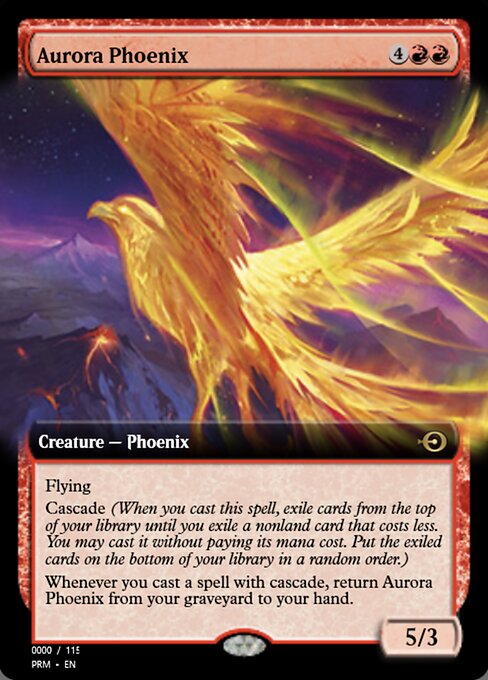 Aurora Phoenix 4
Creature — Phoenix
Flying
Cascade (When you cast this spell, exile cards from the top
of your library until you exile a nonland card that costs less.
You may cast it without paying its mana cost. Put the exiled
cards on the bottom of your library in a random order.)
Whenever you cast a spell with cascade, return Aurora
Phoenix from your graveyard to your hand.
5/3
0000 / 115
PRM • EN